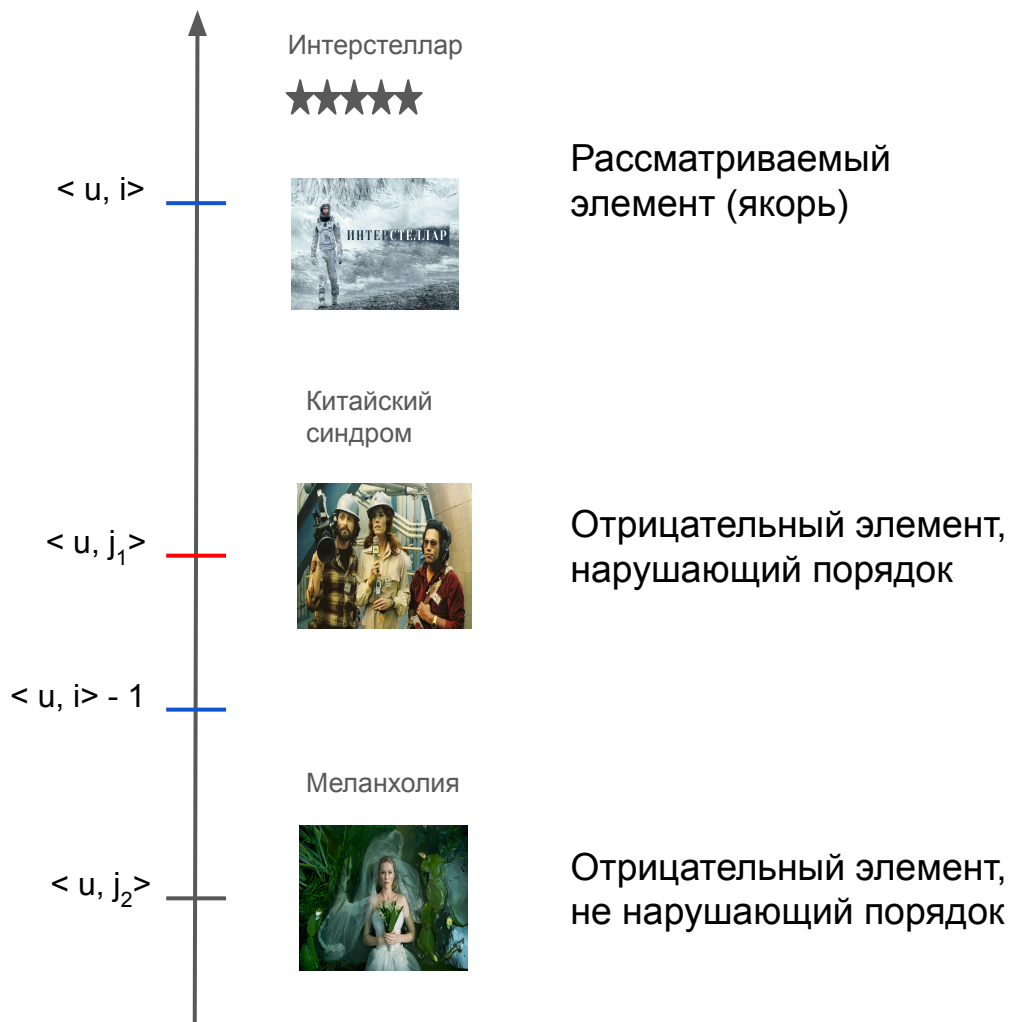 Интерстеллар
< u, i>
Рассматриваемый
элемент (якорь)
ИНТЕРСТЕЛЛАР
Китайский
синдром
< u, j₁>
Отрицательный элемент,
нарушающий порядок
< u, i> - 1
Меланхолия
< u, j₂>
Отрицательный элемент,
не нарушающий порядок